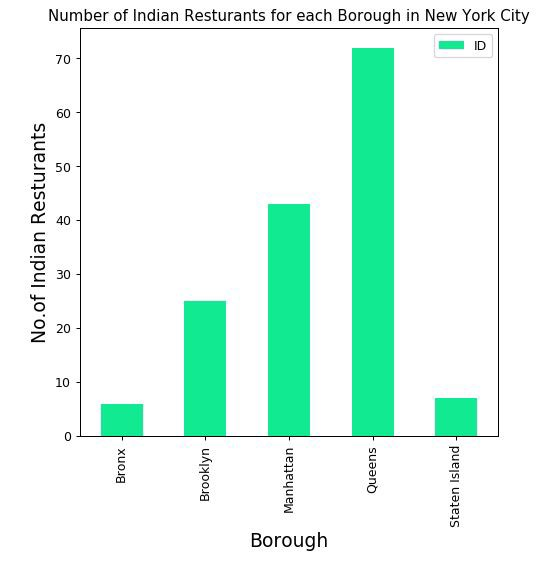 Number of Indian Resturants for each Borough in New York City
ID
No.of Indian Resturants
70
60
50
40
30
20
10
0
Bronx
Brooklyn
Manhattan
Queens
Staten Island
Borough